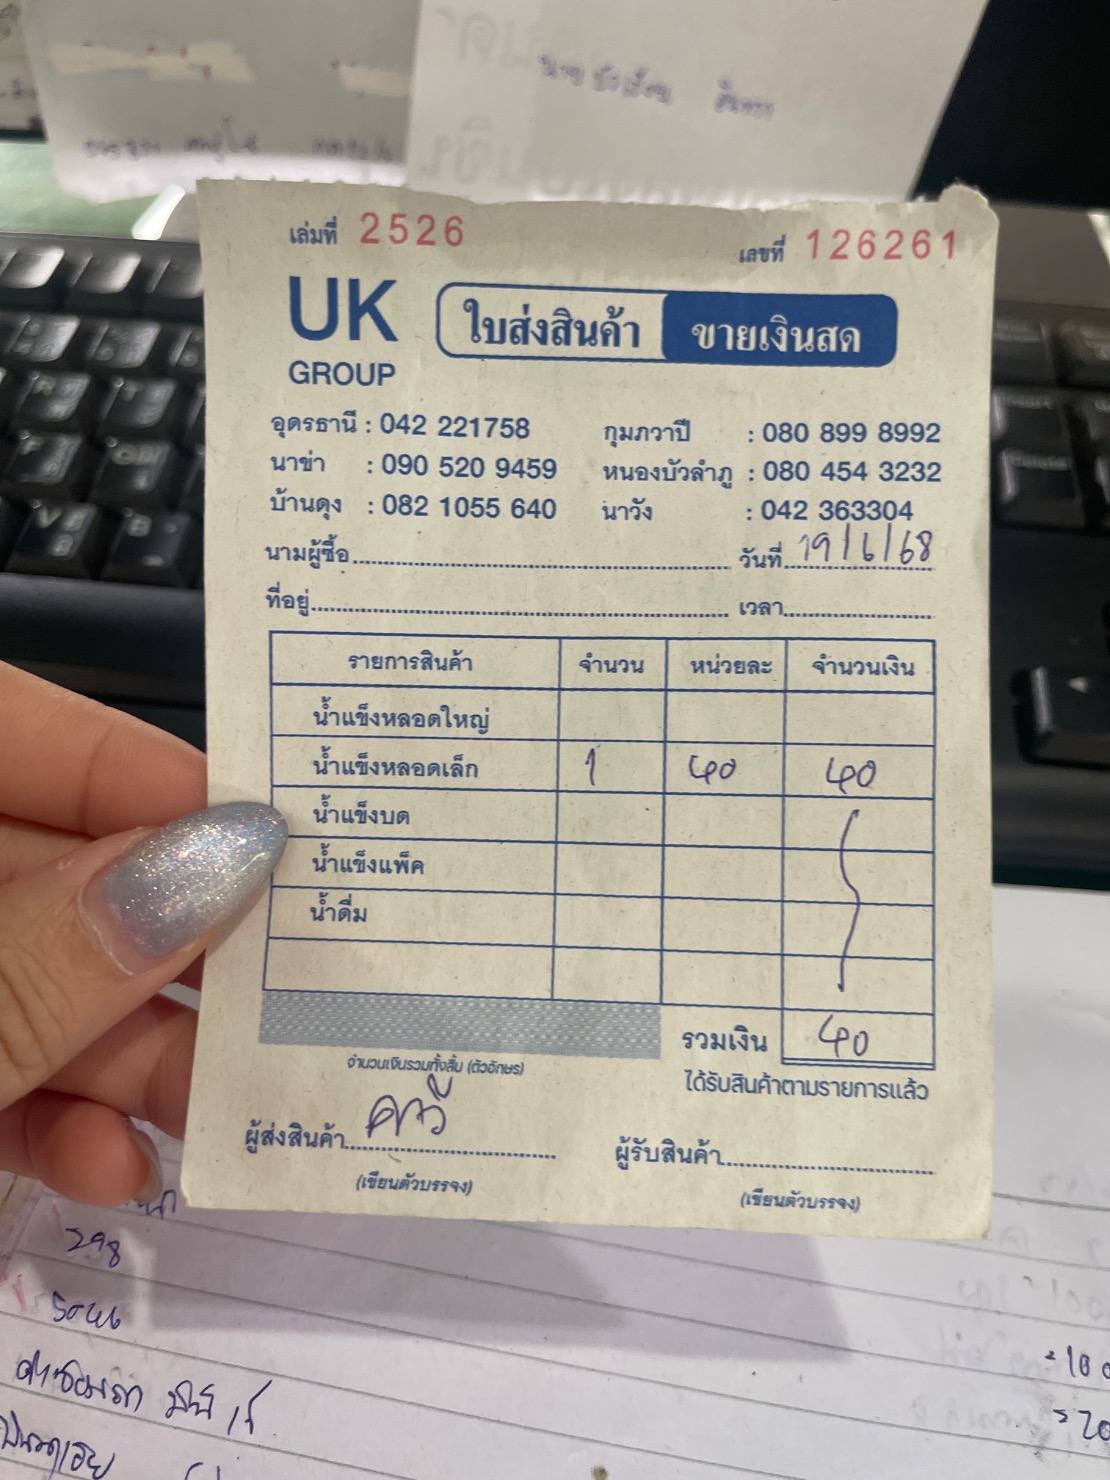 เล่มที่ 2526 เลขที่ 126261
UK GROUP
ใบส่งสินค้า ขายเงินสด
อุดรธานี : 042 221758 กุมภวาปี : 080 899 8992
นาข่า : 090 520 9459 หนองบัวลำภู : 080 454 3232
บ้านดุง : 082 1055 640 นาวัง : 042 363304
นามผู้ซื้อ วันที่ 19/6/68
ที่อยู่ เวลา
รายการสินค้า จำนวน หน่วยละ จำนวนเงิน
น้ำแข็งหลอดใหญ่
น้ำแข็งหลอดเล็ก 1 40 40
น้ำแข็งบด
น้ำแข็งแพ็ค
น้ำดื่ม
รวมเงิน 40
จำนวนเงินรวมทั้งสิ้น (ตัวอักษร)
ได้รับสินค้าตามรายการแล้ว
ผู้ส่งสินค้า ผู้รับสินค้า
(เขียนตัวบรรจง) (เขียนตัวบรรจง)
298